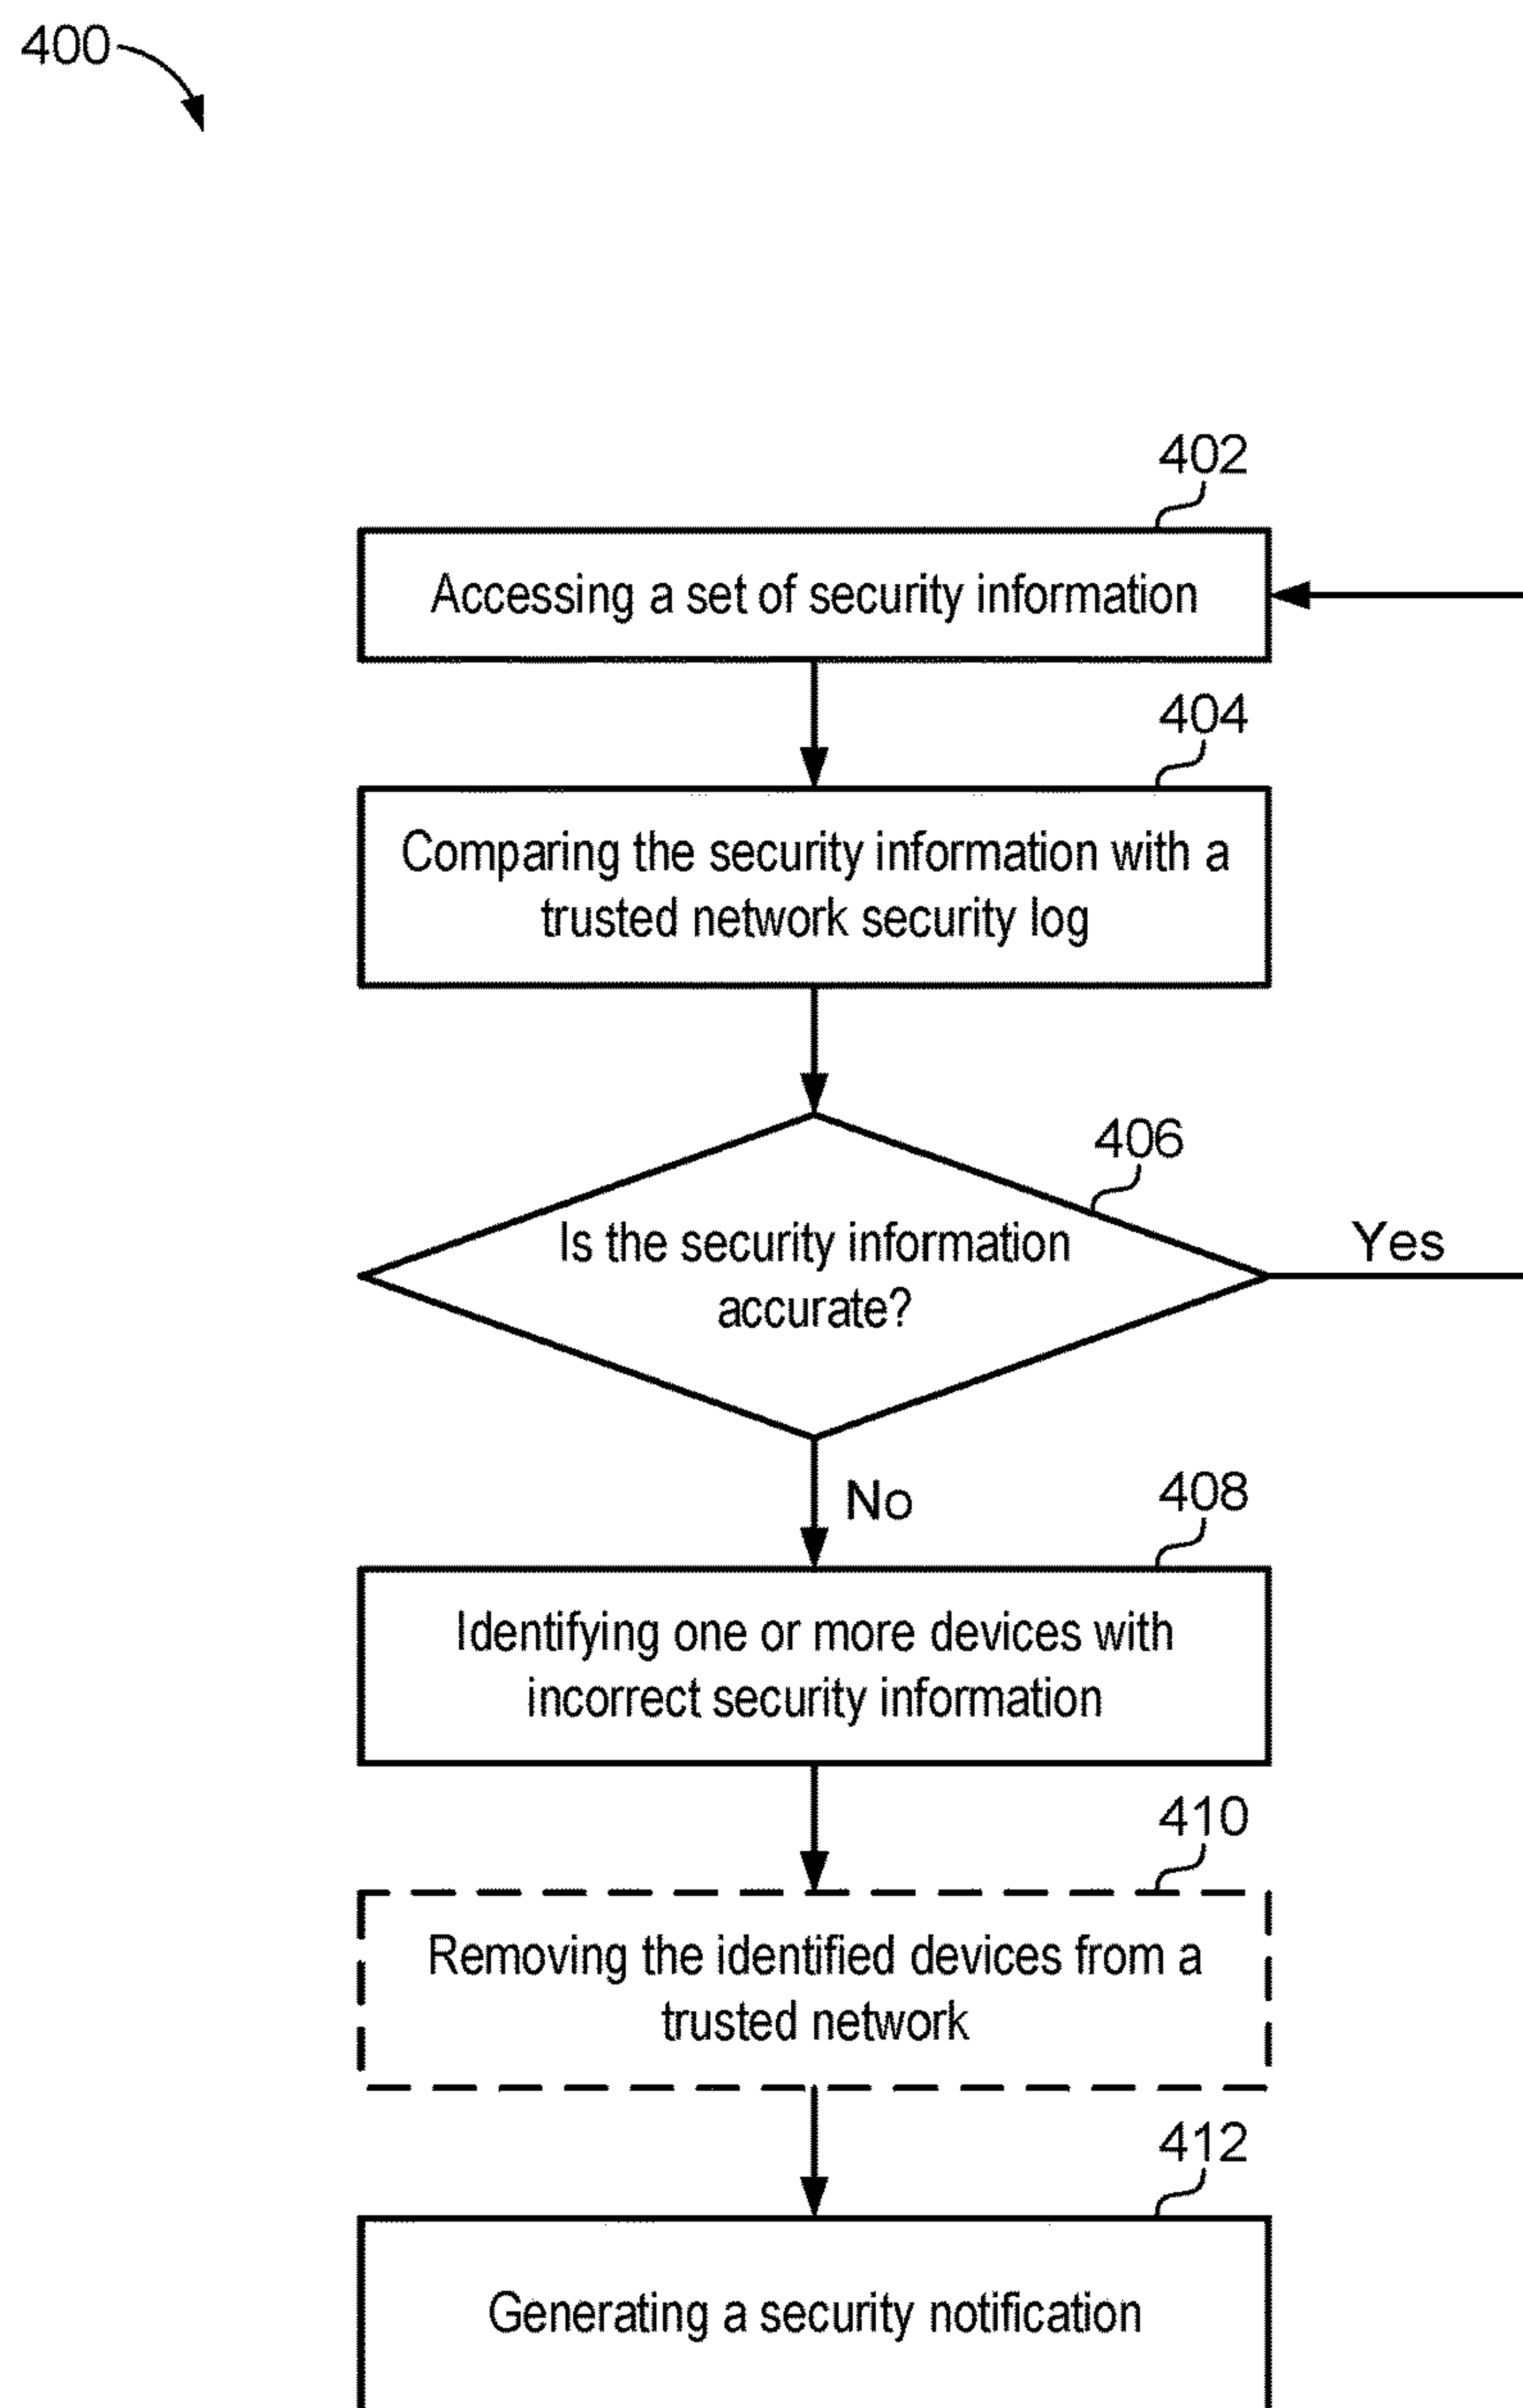 400
402
Accessing a set of security information
404
Comparing the security information with a
trusted network security log
406
Is the security information
accurate?
Yes
No
408
Identifying one or more devices with
incorrect security information
410
Removing the identified devices from a
trusted network
412
Generating a security notification